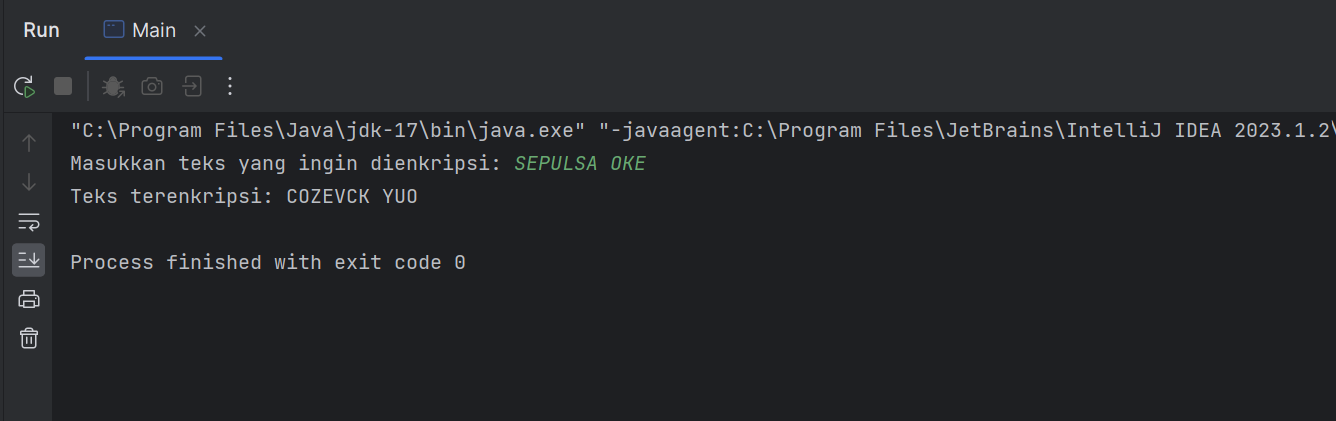 Run Main
"C:\Program Files\Java\jdk-17\bin\java.exe" "-javaagent:C:\Program Files\JetBrains\IntelliJ IDEA 2023.1.2\
Masukkan teks yang ingin dienkripsi: SEPULSA OKE
Teks terenkripsi: COZEVCK YUO
Process finished with exit code 0